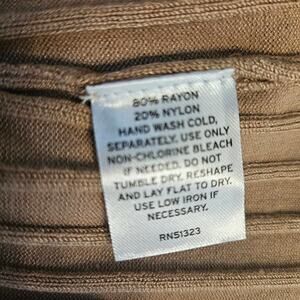 80% RAYON
20% NYLON
HAND WASH COLD,
SEPARATELY. USE ONLY
NON-CHLORINE BLEACH
IF NEEDED. DO NOT
TUMBLE DRY. RESHAPE
AND LAY FLAT TO DRY.
USE LOW IRON IF
NECESSARY.
RN51323